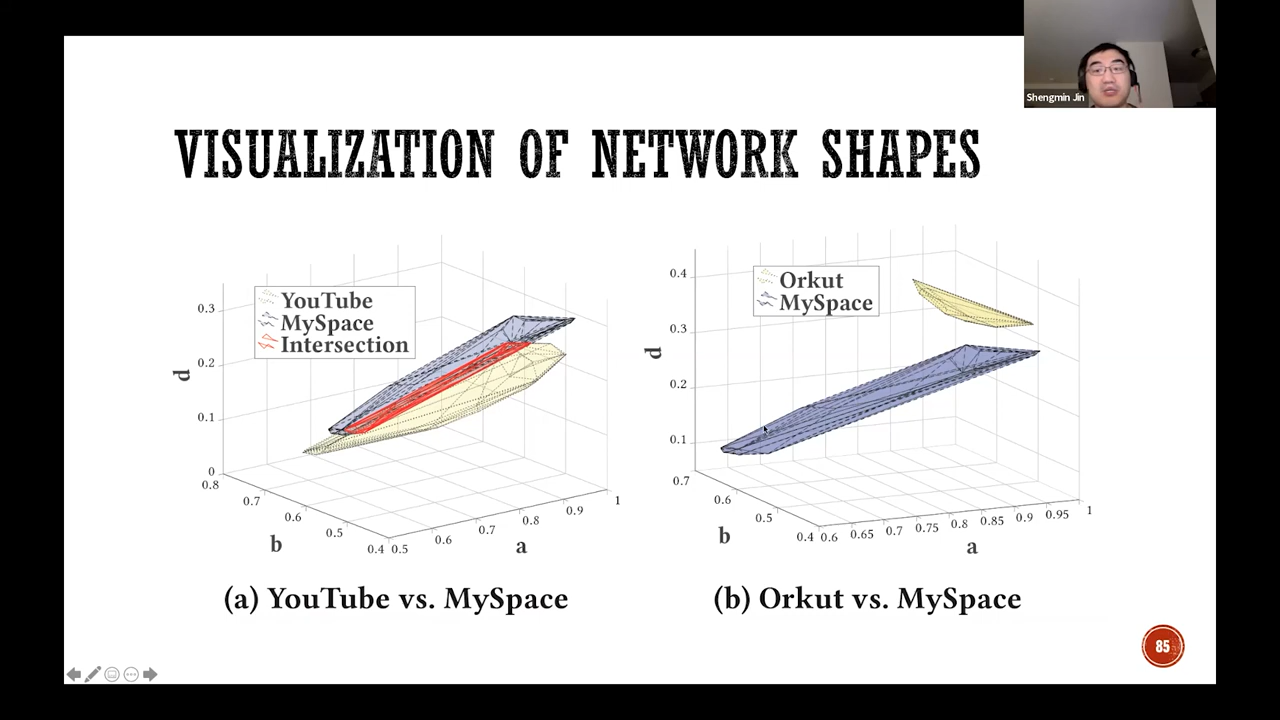 Shengmin Jin
VISUALIZATION OF NETWORK SHAPES
YouTube
MySpace
Intersection
0.3
0.2
0.1
0
d
0.8
0.7
0.6
0.5
0.4
b
0.5
0.6
0.7
0.8
0.9
1
a
(a) YouTube vs. MySpace
Orkut
MySpace
0.4
0.3
0.2
0.1
d
0.7
0.6
0.5
0.4
b
0.6
0.65
0.7
0.75
0.8
0.85
0.9
0.95
1
a
(b) Orkut vs. MySpace
85